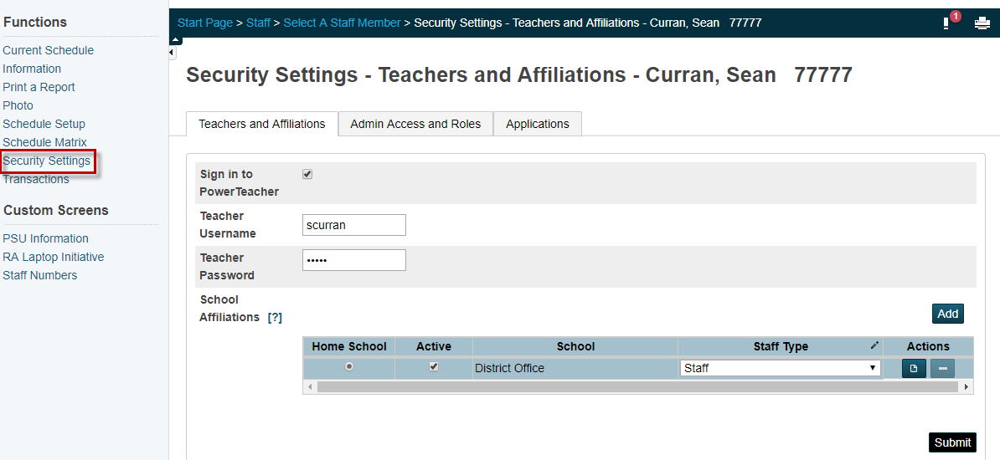 Functions
Current Schedule
Information
Print a Report
Photo
Schedule Setup
Schedule Matrix
Security Settings
Transactions
Custom Screens
PSU Information
RA Laptop Initiative
Staff Numbers
Start Page > Staff > Select A Staff Member > Security Settings - Teachers and Affiliations - Curran, Sean 77777
1
Security Settings - Teachers and Affiliations - Curran, Sean 77777
Teachers and Affiliations Admin Access and Roles Applications
Sign in to
PowerTeacher
Teacher
Username
scurran
Teacher
Password
•••••
School
Affiliations [?]
Add
Home School Active School Staff Type Actions
District Office Staff
Submit